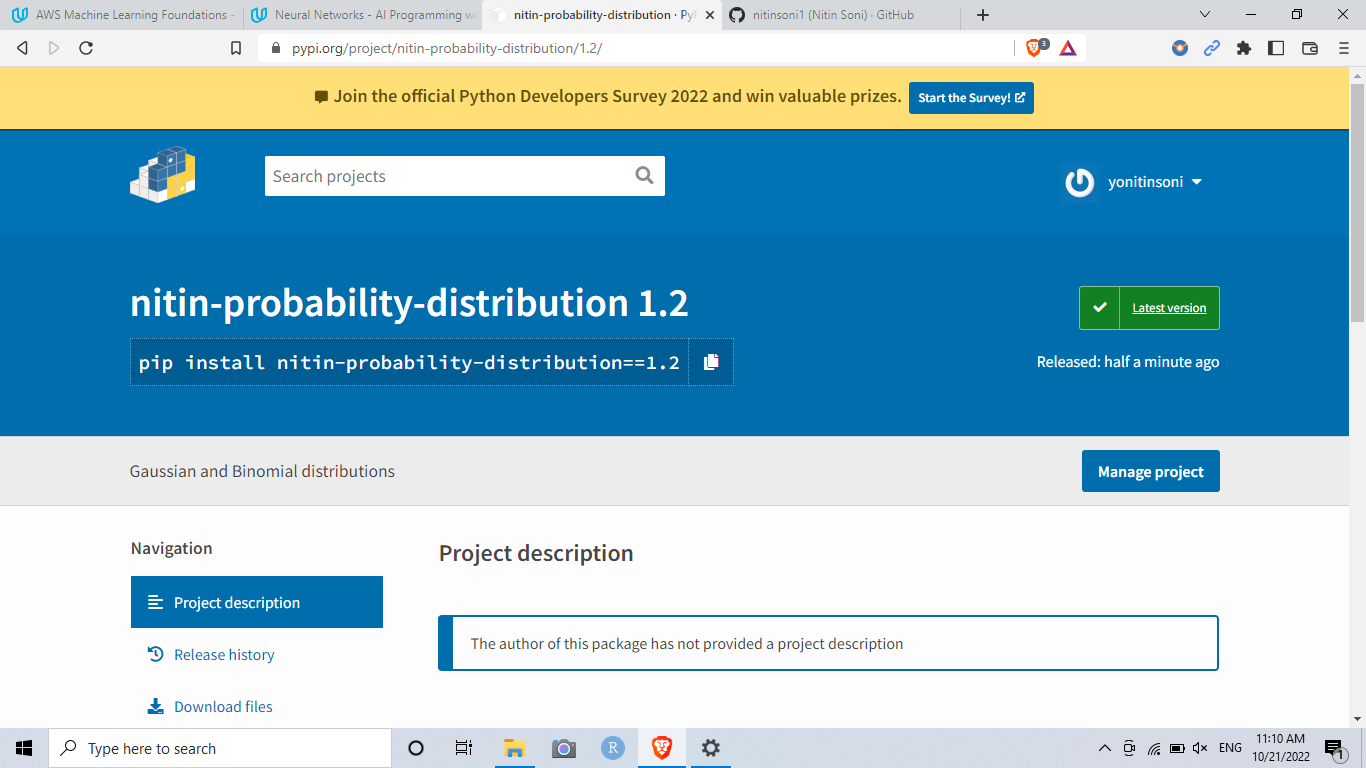 AWS Machine Learning Foundations -
Neural Networks - AI Programming w
nitin-probability-distribution · Py
nitinsoni1 (Nitin Soni) · GitHub
pypi.org/project/nitin-probability-distribution/1.2/
3
Join the official Python Developers Survey 2022 and win valuable prizes.
Start the Survey!
Search projects
yonitinsoni
nitin-probability-distribution 1.2
Latest version
pip install nitin-probability-distribution==1.2
Released: half a minute ago
Gaussian and Binomial distributions
Manage project
Navigation
Project description
Project description
The author of this package has not provided a project description
Release history
Download files
Type here to search
R
ENG
11:10 AM
10/21/2022
1